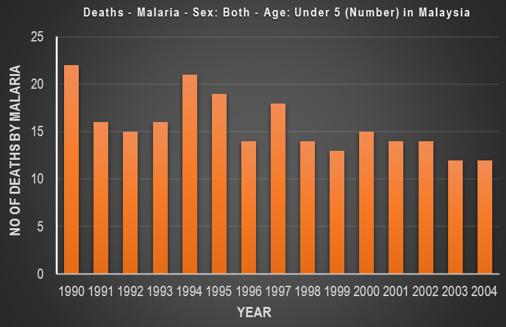 Deaths - Malaria - Sex: Both - Age: Under 5 (Number) in Malaysia
NO OF DEATHS BY MALARIA
25
20
15
10
5
0
1990 1991 1992 1993 1994 1995 1996 1997 1998 1999 2000 2001 2002 2003 2004
YEAR